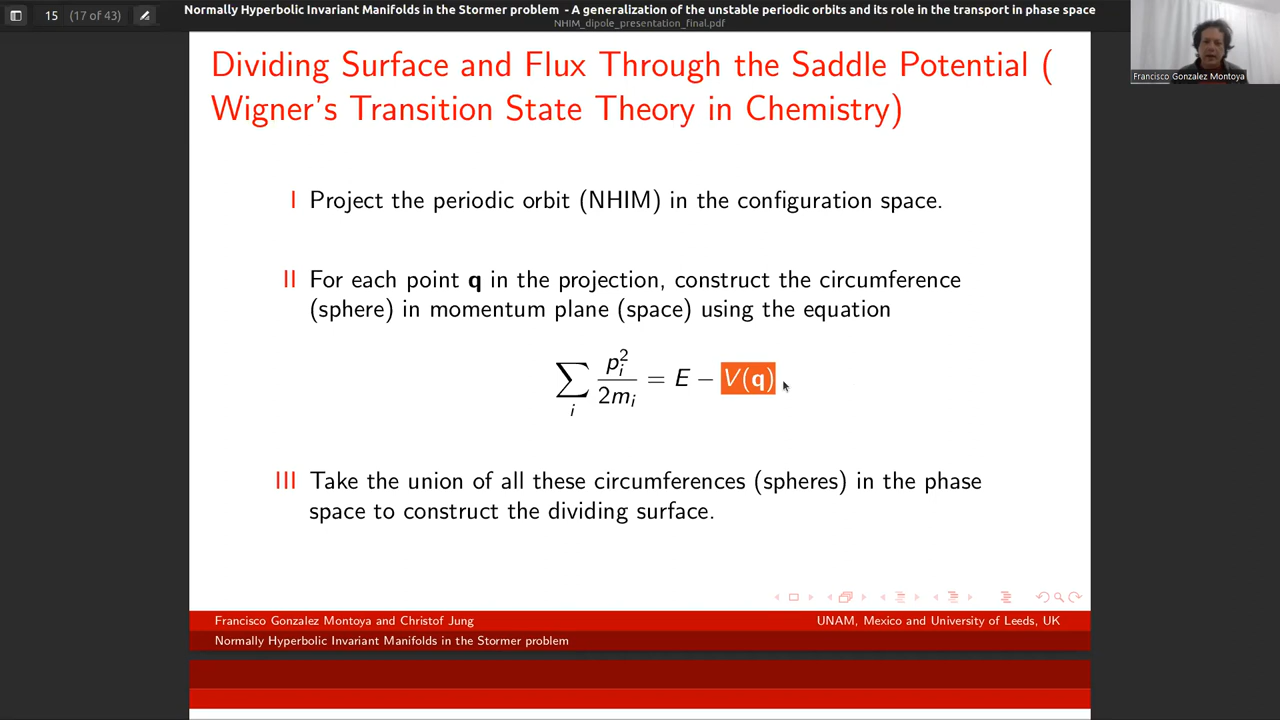 15 (17 of 43)
Normally Hyperbolic Invariant Manifolds in the Stormer problem - A generalization of the unstable periodic orbits and its role in the transport in phase space
NHIM_dipole_presentation_final.pdf
Francisco Gonzalez Montoya
Dividing Surface and Flux Through the Saddle Potential (
Wigner's Transition State Theory in Chemistry)
I Project the periodic orbit (NHIM) in the configuration space.
II For each point q in the projection, construct the circumference
(sphere) in momentum plane (space) using the equation
∑_i p_i^2/2m_i = E − V(q)
III Take the union of all these circumferences (spheres) in the phase
space to construct the dividing surface.
Francisco Gonzalez Montoya and Christof Jung UNAM, Mexico and University of Leeds, UK
Normally Hyperbolic Invariant Manifolds in the Stormer problem